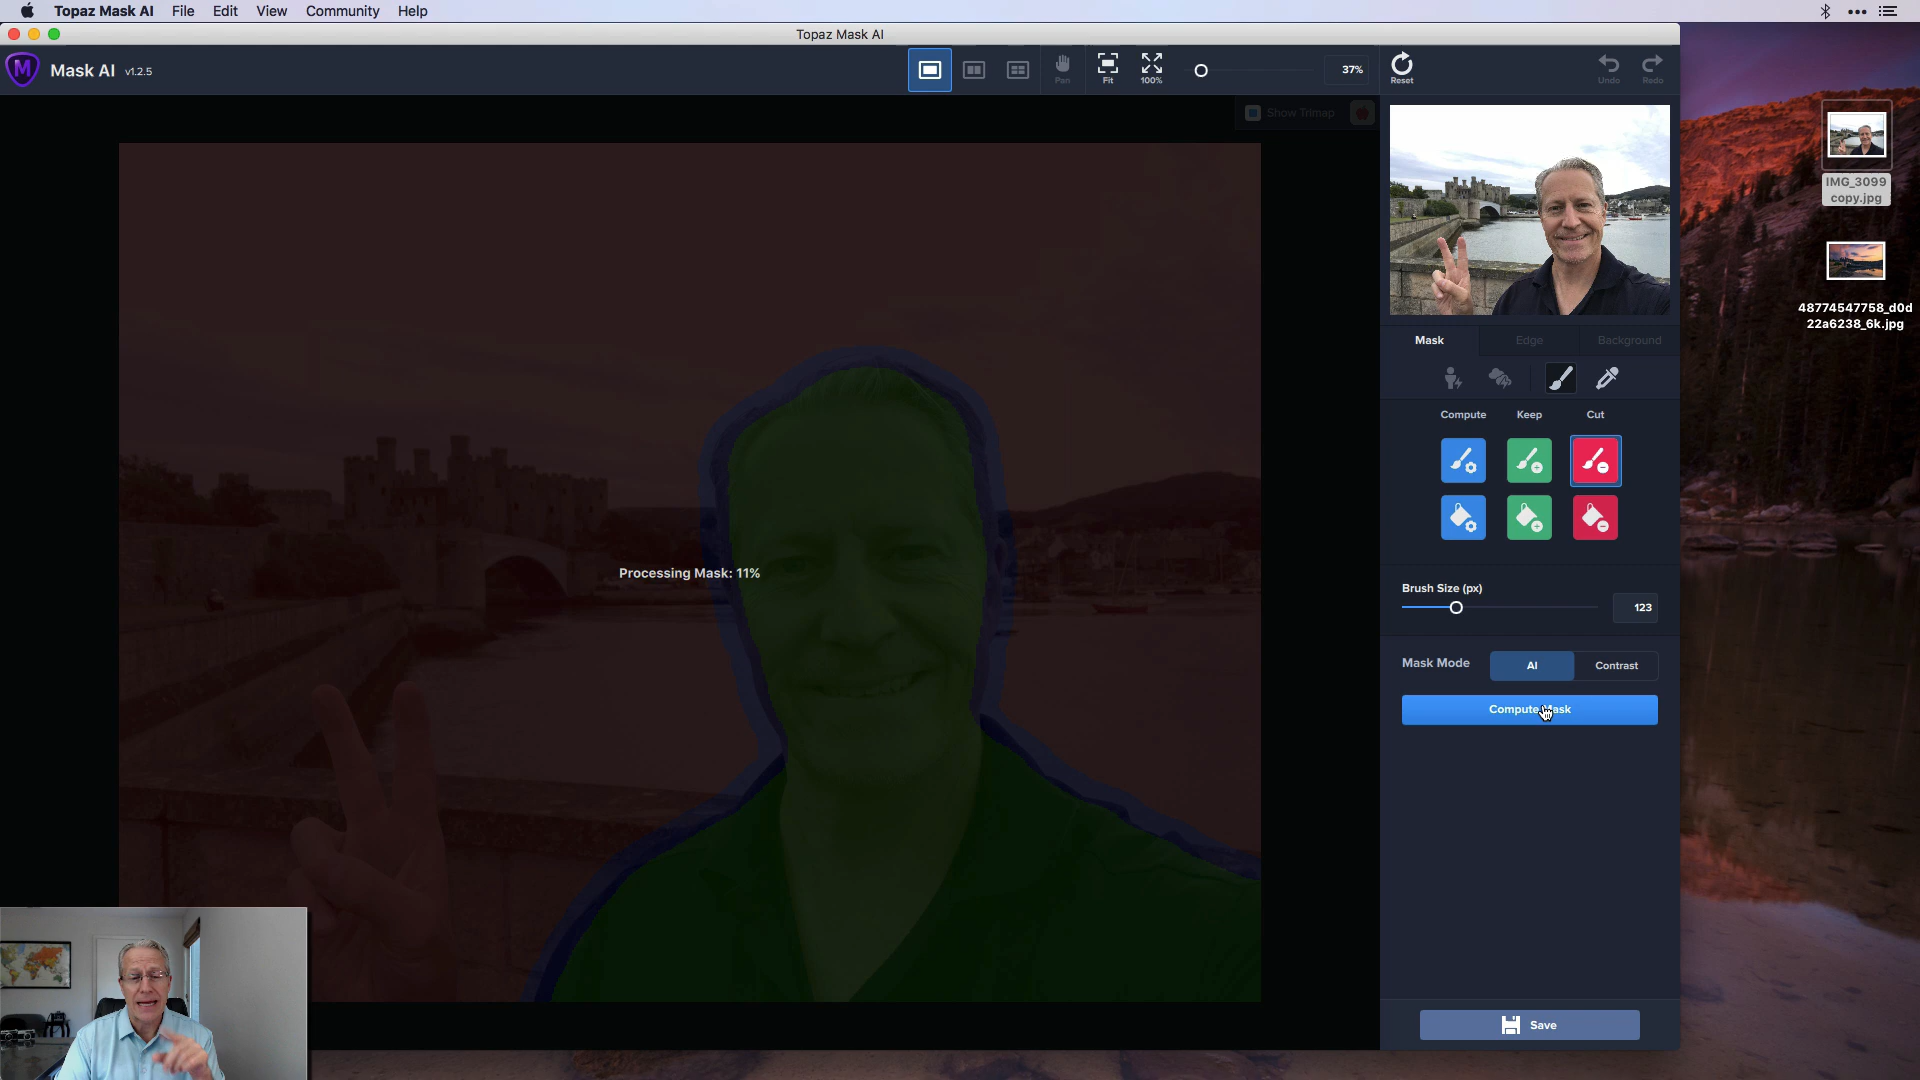 Topaz Mask AI File Edit View Community Help
Topaz Mask AI
M Mask AI v1.2.5
Pan Fit 100% 37% Reset Undo Redo
Show Trimap
IMG_3099
copy.jpg
48774547758_d0d
22a6238_6k.jpg
Mask Edge Background
Compute Keep Cut
Processing Mask: 11%
Brush Size (px)
123
Mask Mode AI Contrast
Compute Mask
Save